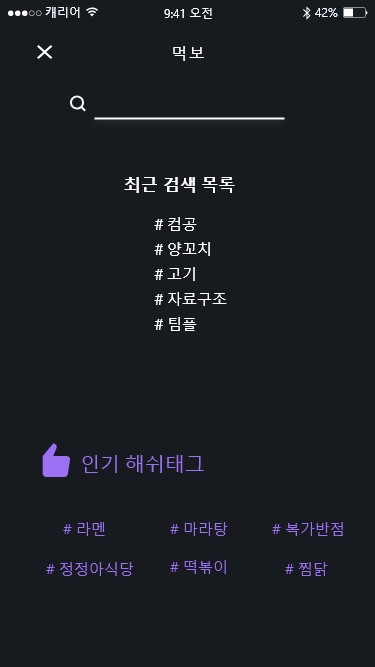 캐리어 9:41 오전 42%
먹보
최근 검색 목록
# 컴공
# 양꼬치
# 고기
# 자료구조
# 팀플
인기 해쉬태그
# 라멘 # 마라탕 # 복가반점
# 정정아식당 # 떡볶이 # 찜닭